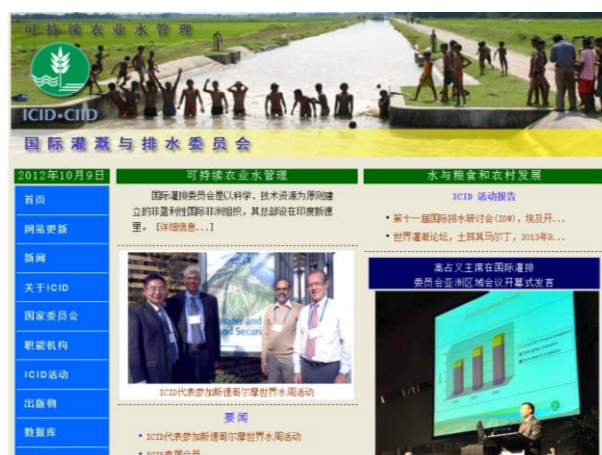 可持续农业水管理
ICID•CIID
国际灌溉与排水委员会
2012年10月9日
首页
网站更新
新闻
关于ICID
国家委员会
职能机构
ICID活动
出版物
数据库
可持续农业水管理
国际灌排委员会是以科学、技术资源为原则建
立的非盈利性国际非洲组织，其总部设在印度新德
里。 [详细信息...]
Water and
Food Securi
ICID代表参加斯德哥尔摩世界水周活动
要闻
• ICID代表参加斯德哥尔摩世界水周活动
水与粮食和农村发展
ICID 活动报告
• 第十一届国际排水研讨会(IDW)，埃及开...
• 世界灌溉论坛，土耳其马尔丁，2013年9...
高占义主席在国际灌排
委员会亚洲区域会议开幕式发言